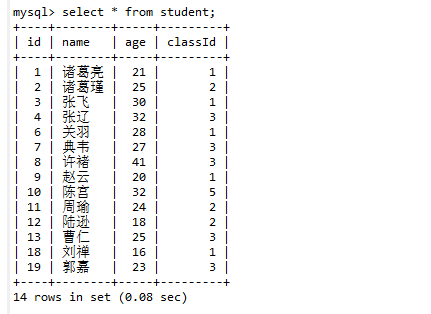 mysql> select * from student;
+----+--------+-----+---------+
| id | name   | age | classId |
+----+--------+-----+---------+
|  1 | 诸葛亮 |  21 |       1 |
|  2 | 诸葛瑾 |  25 |       2 |
|  3 | 张飞   |  30 |       1 |
|  4 | 张辽   |  32 |       3 |
|  6 | 关羽   |  28 |       1 |
|  7 | 典韦   |  27 |       3 |
|  8 | 许褚   |  41 |       3 |
|  9 | 赵云   |  20 |       1 |
| 10 | 陈宫   |  32 |       5 |
| 11 | 周瑜   |  24 |       2 |
| 12 | 陆逊   |  18 |       2 |
| 13 | 曹仁   |  25 |       3 |
| 18 | 刘禅   |  16 |       1 |
| 19 | 郭嘉   |  23 |       3 |
+----+--------+-----+---------+
14 rows in set (0.08 sec)